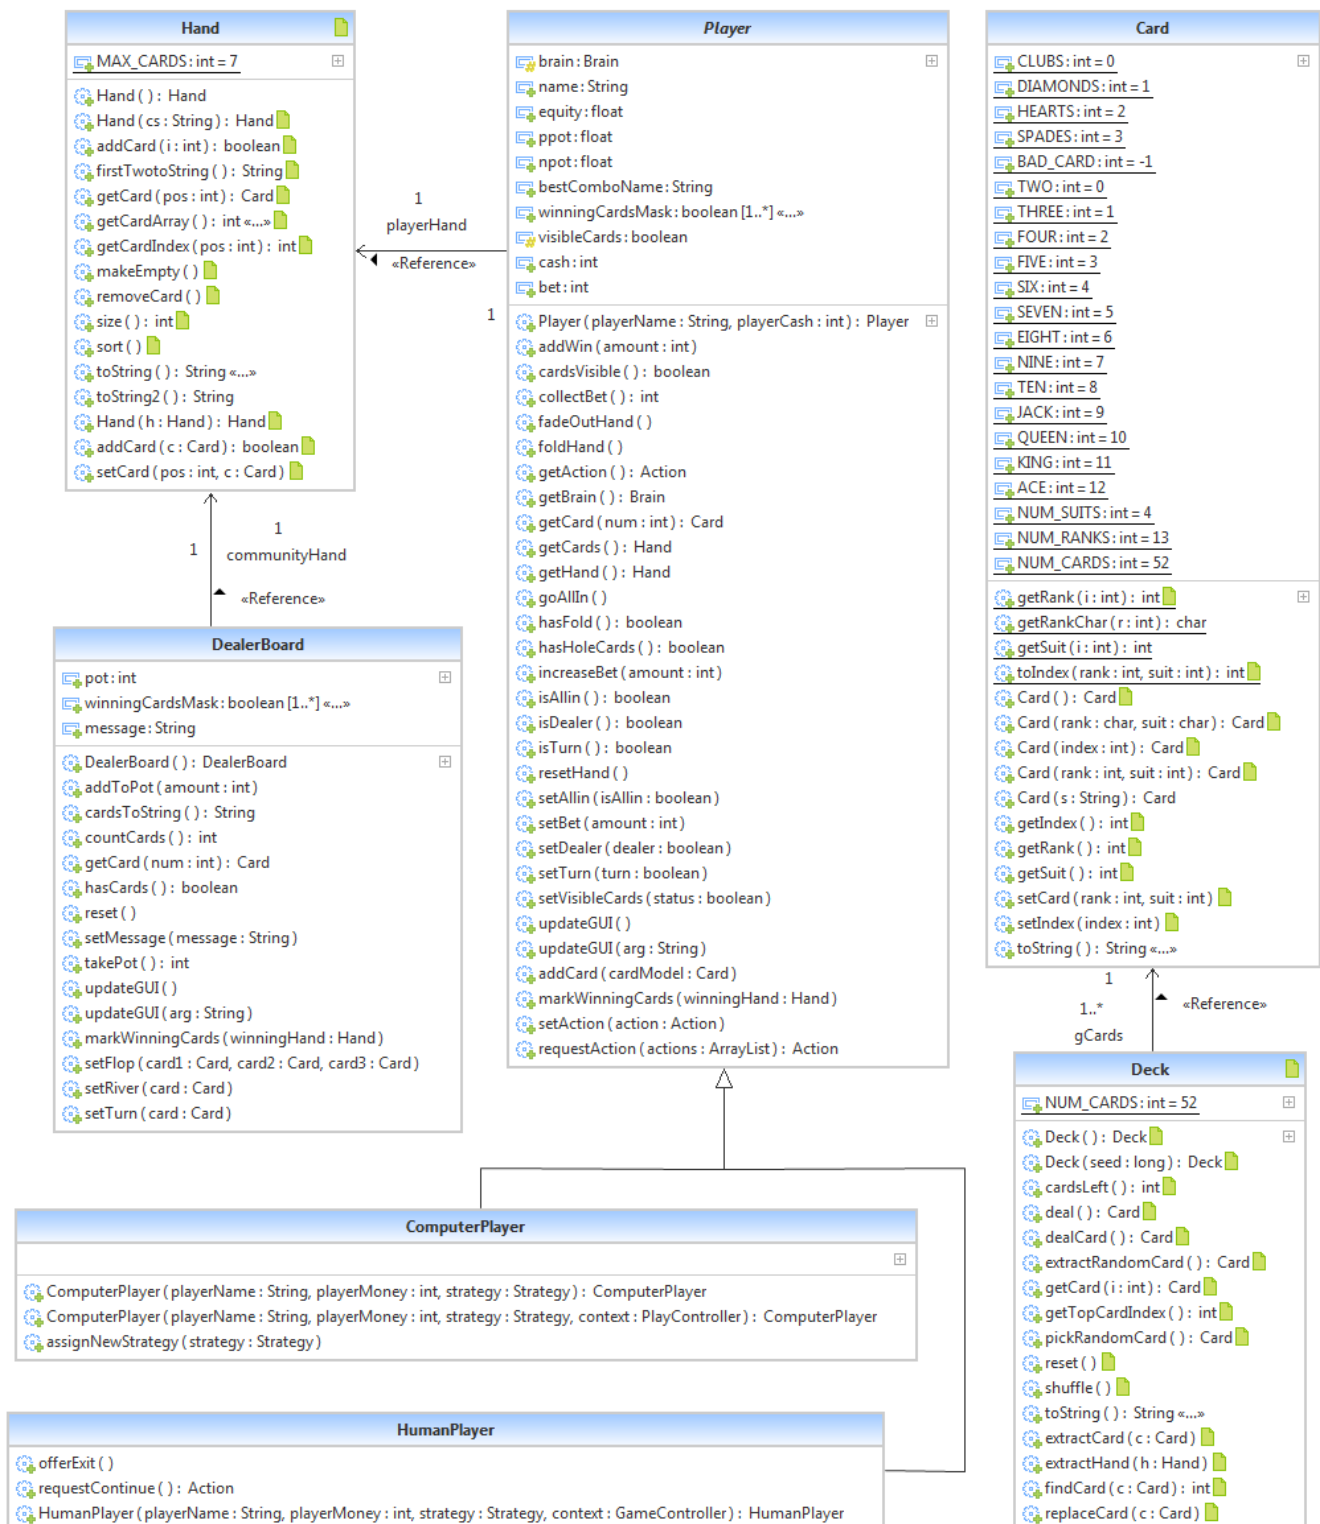 Hand
MAX_CARDS : int = 7
Hand ( ) : Hand
Hand ( cs : String ) : Hand
addCard ( i : int ) : boolean
firstTwotoString ( ) : String
getCard ( pos : int ) : Card
getCardArray ( ) : int «...»
getCardIndex ( pos : int ) : int
makeEmpty ( )
removeCard ( )
size ( ) : int
sort ( )
toString ( ) : String «...»
toString2 ( ) : String
Hand ( h : Hand ) : Hand
addCard ( c : Card ) : boolean
setCard ( pos : int, c : Card )
1
playerHand
«Reference»
1
1
1
communityHand
«Reference»
DealerBoard
pot : int
winningCardsMask : boolean [1..*] «...»
message : String
DealerBoard ( ) : DealerBoard
addToPot ( amount : int )
cardsToString ( ) : String
countCards ( ) : int
getCard ( num : int ) : Card
hasCards ( ) : boolean
reset ( )
setMessage ( message : String )
takePot ( ) : int
updateGUI ( )
updateGUI ( arg : String )
markWinningCards ( winningHand : Hand )
setFlop ( card1 : Card, card2 : Card, card3 : Card )
setRiver ( card : Card )
setTurn ( card : Card )
Player
brain : Brain
name : String
equity : float
ppot : float
npot : float
bestComboName : String
winningCardsMask : boolean [1..*] «...»
visibleCards : boolean
cash : int
bet : int
Player ( playerName : String, playerCash : int ) : Player
addWin ( amount : int )
cardsVisible ( ) : boolean
collectBet ( ) : int
fadeOutHand ( )
foldHand ( )
getAction ( ) : Action
getBrain ( ) : Brain
getCard ( num : int ) : Card
getCards ( ) : Hand
getHand ( ) : Hand
goAllIn ( )
hasFold ( ) : boolean
hasHoleCards ( ) : boolean
increaseBet ( amount : int )
isAllin ( ) : boolean
isDealer ( ) : boolean
isTurn ( ) : boolean
resetHand ( )
setAllin ( isAllin : boolean )
setBet ( amount : int )
setDealer ( dealer : boolean )
setTurn ( turn : boolean )
setVisibleCards ( status : boolean )
updateGUI ( )
updateGUI ( arg : String )
addCard ( cardModel : Card )
markWinningCards ( winningHand : Hand )
setAction ( action : Action )
requestAction ( actions : ArrayList ) : Action
Card
CLUBS : int = 0
DIAMONDS : int = 1
HEARTS : int = 2
SPADES : int = 3
BAD_CARD : int = -1
TWO : int = 0
THREE : int = 1
FOUR : int = 2
FIVE : int = 3
SIX : int = 4
SEVEN : int = 5
EIGHT : int = 6
NINE : int = 7
TEN : int = 8
JACK : int = 9
QUEEN : int = 10
KING : int = 11
ACE : int = 12
NUM_SUITS : int = 4
NUM_RANKS : int = 13
NUM_CARDS : int = 52
getRank ( i : int ) : int
getRankChar ( r : int ) : char
getSuit ( i : int ) : int
toIndex ( rank : int, suit : int ) : int
Card ( ) : Card
Card ( rank : char, suit : char ) : Card
Card ( index : int ) : Card
Card ( rank : int, suit : int ) : Card
Card ( s : String ) : Card
getIndex ( ) : int
getRank ( ) : int
getSuit ( ) : int
setCard ( rank : int, suit : int )
setIndex ( index : int )
toString ( ) : String «...»
1
1..*
gCards
«Reference»
Deck
NUM_CARDS : int = 52
Deck ( ) : Deck
Deck ( seed : long ) : Deck
cardsLeft ( ) : int
deal ( ) : Card
dealCard ( ) : Card
extractRandomCard ( ) : Card
getCard ( i : int ) : Card
getTopCardIndex ( ) : int
pickRandomCard ( ) : Card
reset ( )
shuffle ( )
toString ( ) : String «...»
extractCard ( c : Card )
extractHand ( h : Hand )
findCard ( c : Card ) : int
replaceCard ( c : Card )
ComputerPlayer
ComputerPlayer ( playerName : String, playerMoney : int, strategy : Strategy ) : ComputerPlayer
ComputerPlayer ( playerName : String, playerMoney : int, strategy : Strategy, context : PlayController ) : ComputerPlayer
assignNewStrategy ( strategy : Strategy )
HumanPlayer
offerExit ( )
requestContinue ( ) : Action
HumanPlayer ( playerName : String, playerMoney : int, strategy : Strategy, context : GameController ) : HumanPlayer